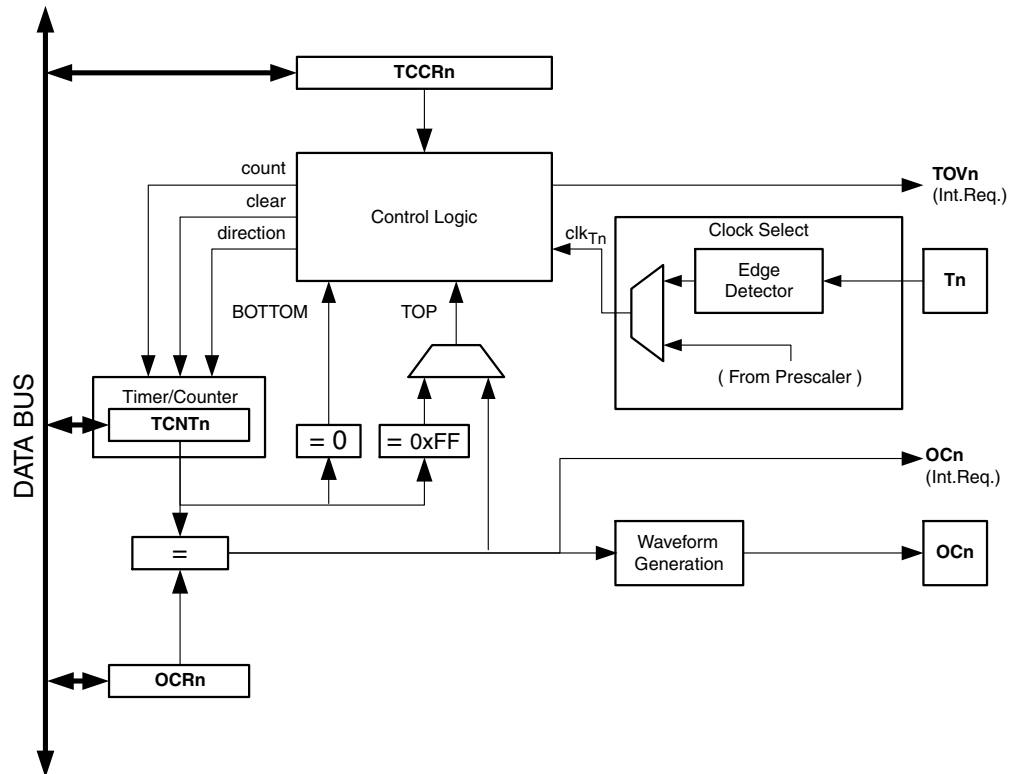 TCCRn
count
clear
direction
Control Logic
TOVn
(Int.Req.)
clkTn
Clock Select
Edge
Detector
Tn
( From Prescaler )
BOTTOM
TOP
DATA BUS
Timer/Counter
TCNTn
= 0
= 0xFF
OCn
(Int.Req.)
=
Waveform
Generation
OCn
OCRn